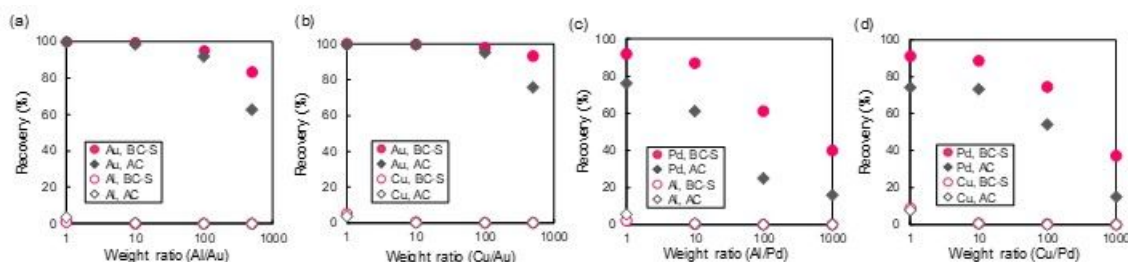 (a)
100
80
60
40
20
0
Recovery (%)
Au, BC-S
Au, AC
Al, BC-S
Al, AC
1 10 100 1000
Weight ratio (Al/Au)
(b)
100
80
60
40
20
0
Recovery (%)
Au, BC-S
Au, AC
Cu, BC-S
Cu, AC
1 10 100 1000
Weight ratio (Cu/Au)
(c)
100
80
60
40
20
0
Recovery (%)
Pd, BC-S
Pd, AC
Al, BC-S
Al, AC
1 10 100 1000
Weight ratio (Al/Pd)
(d)
100
80
60
40
20
0
Recovery (%)
Pd, BC-S
Pd, AC
Cu, BC-S
Cu, AC
1 10 100 1000
Weight ratio (Cu/Pd)